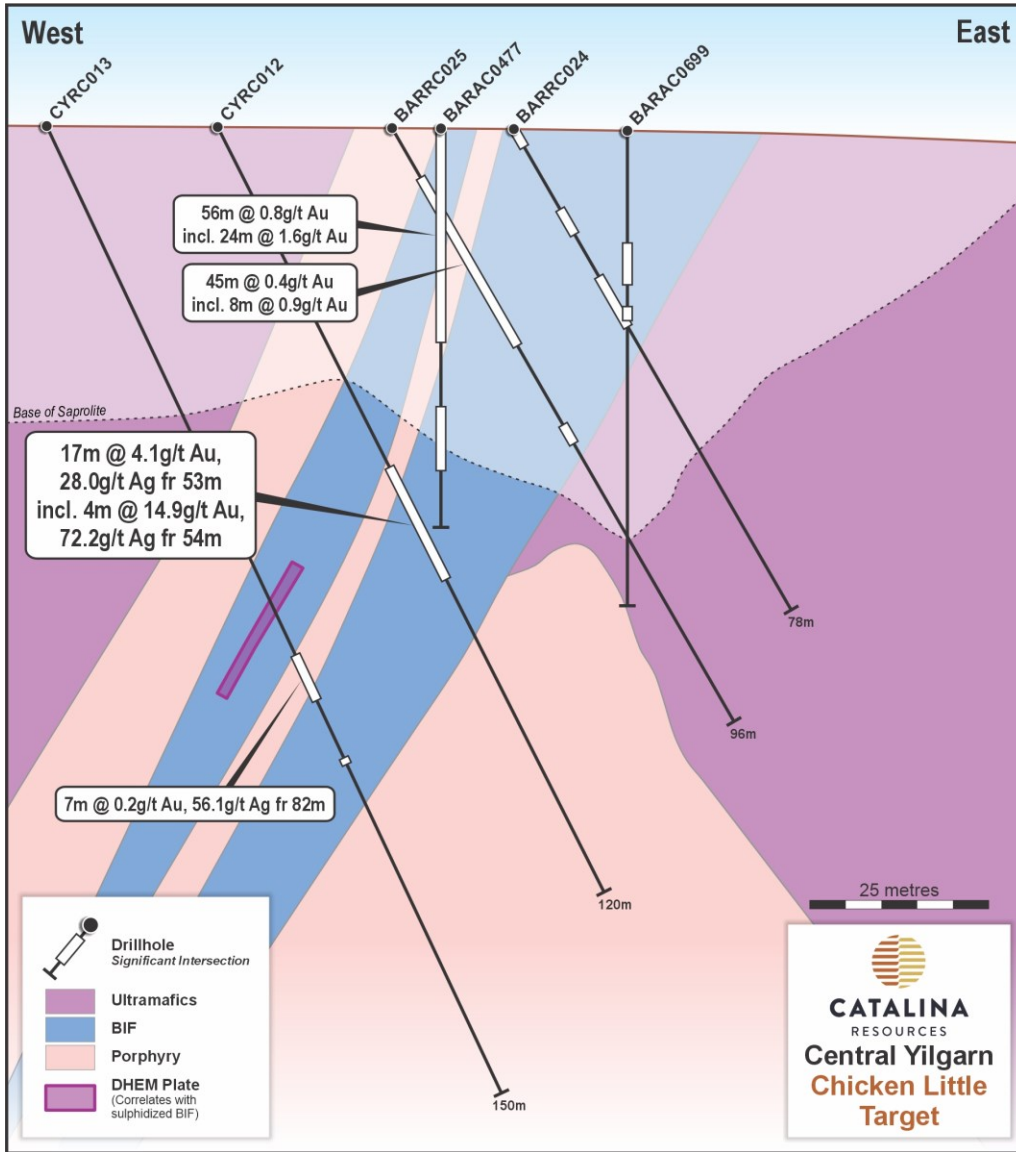 West
East
CYRC013
CYRC012
BARRC025
BARAC0477
BARRC024
BARAC0699
56m @ 0.8g/t Au
incl. 24m @ 1.6g/t Au
45m @ 0.4g/t Au
incl. 8m @ 0.9g/t Au
Base of Saprolite
17m @ 4.1g/t Au,
28.0g/t Ag fr 53m
incl. 4m @ 14.9g/t Au,
72.2g/t Ag fr 54m
78m
96m
7m @ 0.2g/t Au, 56.1g/t Ag fr 82m
120m
150m
25 metres
Drillhole
Significant Intersection
Ultramafics
BIF
Porphyry
DHEM Plate
(Correlates with
sulphidized BIF)
CATALINA
RESOURCES
Central Yilgarn
Chicken Little
Target